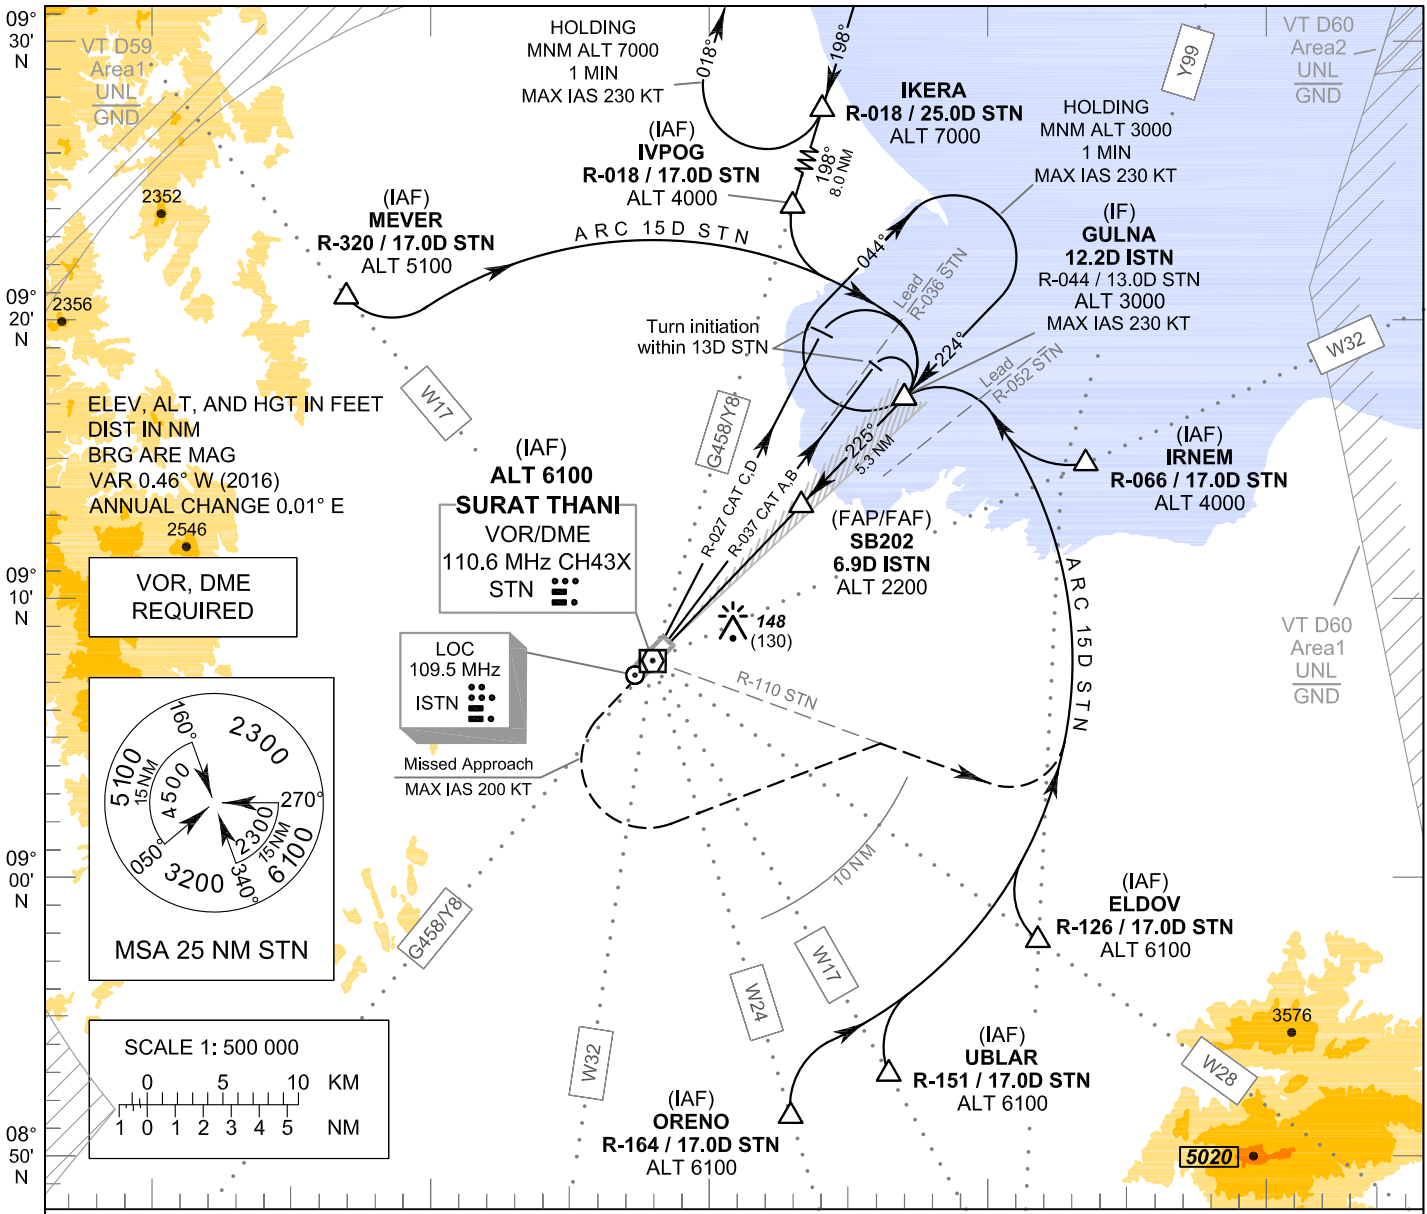 09°
30'
N
VT D59
Area1
UNL
GND
HOLDING
MNM ALT 7000
1 MIN
MAX IAS 230 KT
018°
198°
IKERA
R-018 / 25.0D STN
ALT 7000
Y99
VT D60
Area2
UNL
GND
HOLDING
MNM ALT 3000
1 MIN
MAX IAS 230 KT
(IAF)
IVPOG
R-018 / 17.0D STN
ALT 4000
198°
8.0 NM
2352
(IAF)
MEVER
R-320 / 17.0D STN
ALT 5100
ARC 15D STN
044°
Lead
R-036 STN
(IF)
GULNA
12.2D ISTN
R-044 / 13.0D STN
ALT 3000
MAX IAS 230 KT
09°
20'
N
2356
Turn initiation
within 13D STN
224°
Lead
R-052 STN
W32
W17
G458/Y8
ELEV, ALT, AND HGT IN FEET
DIST IN NM
BRG ARE MAG
VAR 0.46° W (2016)
ANNUAL CHANGE 0.01° E
2546
(IAF)
ALT 6100
SURAT THANI
VOR/DME
110.6 MHz CH43X
STN
R-027 CAT C,D
R-037 CAT A,B
225°
5.3 NM
(IAF)
IRNEM
R-066 / 17.0D STN
ALT 4000
(FAP/FAF)
SB202
6.9D ISTN
ALT 2200
09°
10'
N
VOR, DME
REQUIRED
148
(130)
ARC 15D STN
LOC
109.5 MHz
ISTN
R-110 STN
VT D60
Area1
UNL
GND
Missed Approach
MAX IAS 200 KT
160°
2300
5100
15 NM
4500
270°
2300
15 NM
6100
050°
3200
340°
MSA 25 NM STN
09°
00'
N
10 NM
G458/Y8
W17
W24
W32
(IAF)
ELDOV
R-126 / 17.0D STN
ALT 6100
3576
W28
(IAF)
UBLAR
R-151 / 17.0D STN
ALT 6100
(IAF)
ORENO
R-164 / 17.0D STN
ALT 6100
5020
SCALE 1: 500 000
0 5 10 KM
1 0 1 2 3 4 5 NM
08°
50'
N